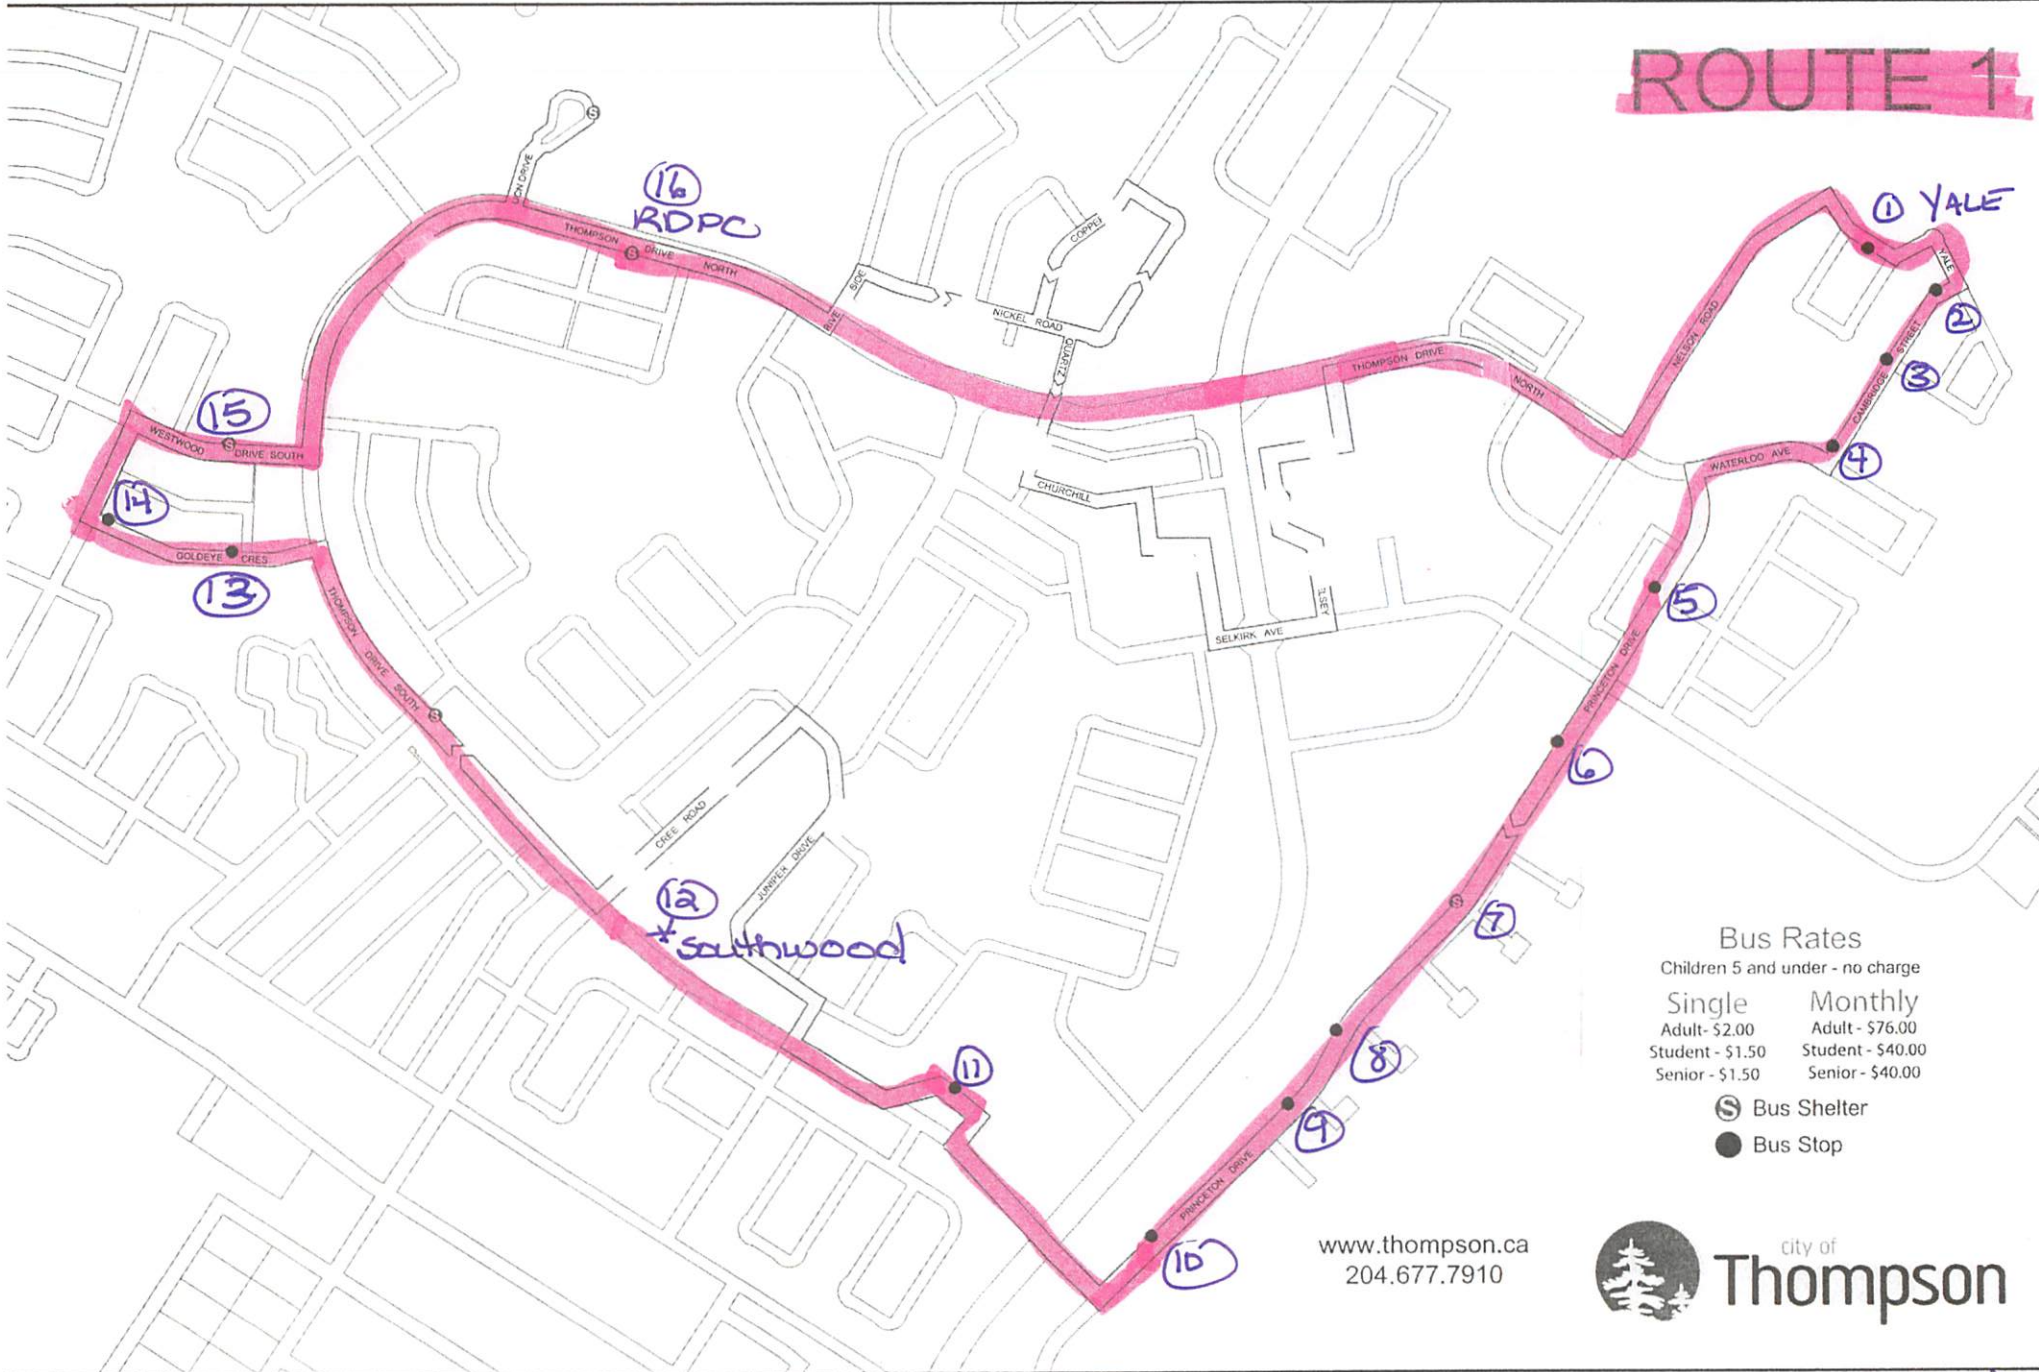 ROUTE 1
① YALE
YALE
②
STREET
③
CAMBRIDGE
④
WATERLOO AVE
NELSON ROAD
THOMPSON DRIVE NORTH
⑤
PRINCETON DRIVE
⑥
⑦
⑧
⑨
PRINCETON DRIVE
⑩
⑪
⑫
* Southwood
JUNIPER DRIVE
CREE ROAD
THOMPSON DRIVE SOUTH
⑬
GOLDEYE CRES
⑭
⑮
WESTWOOD DRIVE SOUTH
⑯
RDPC
THOMPSON DRIVE NORTH
SIDE
RIVE
COPPE
NICKEL ROAD
QUARTZ
CHURCHILL
SELKIRK AVE
S
S
S
S
S
Bus Rates
Children 5 and under - no charge
Single Monthly
Adult- $2.00 Adult - $76.00
Student - $1.50 Student - $40.00
Senior - $1.50 Senior - $40.00
S Bus Shelter
Bus Stop
www.thompson.ca
204.677.7910
city of
Thompson